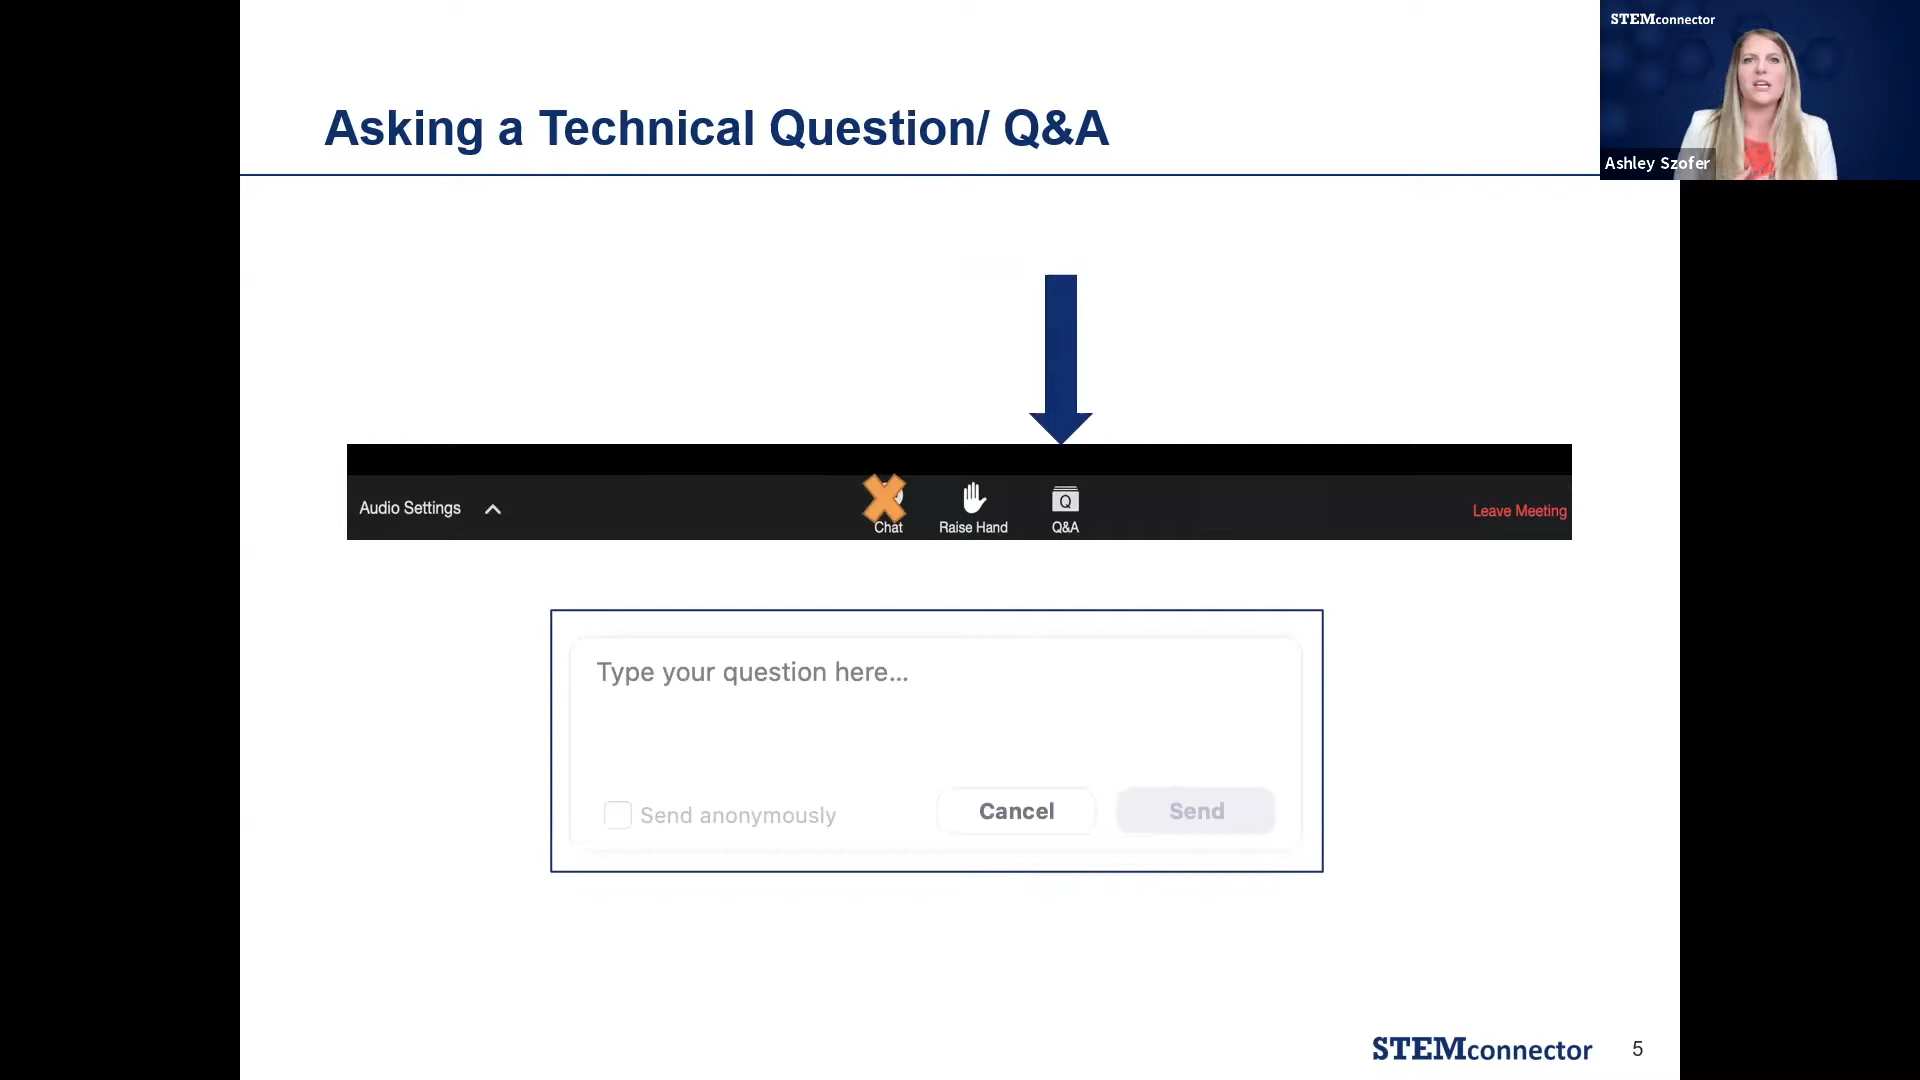 STEMconnector
Asking a Technical Question/ Q&A
Ashley Szofer
Audio Settings
Chat
Raise Hand
Q
Q&A
Leave Meeting
Type your question here...
Send anonymously
Cancel
Send
STEMconnector
5